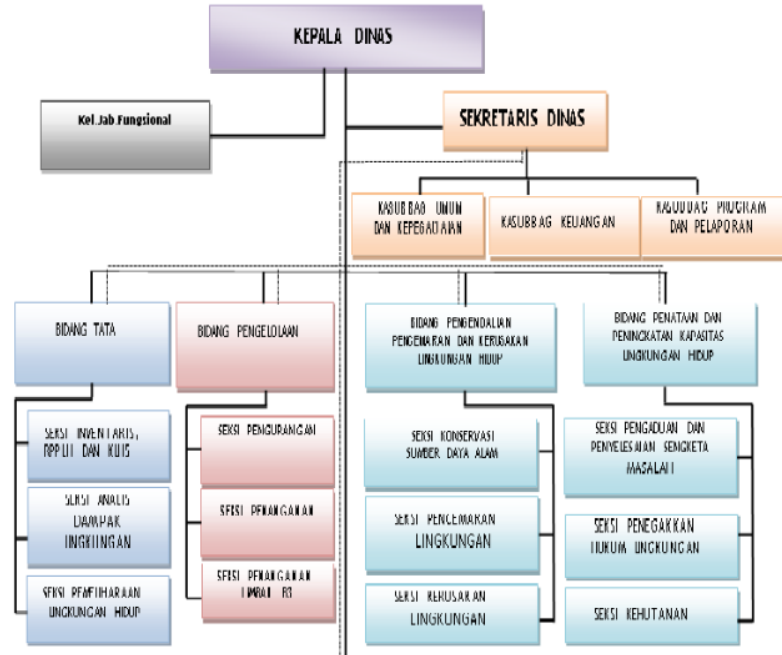 KEPALA DINAS
Kel.Jab.Fungsional
SEKRETARIS DINAS
KASUBBAG UMUM
DAN KEPEGAWAIAN
KASUBBAG KEUANGAN
KASUBBAG PROGRAM
DAN PELAPORAN
BIDANG TATA
BIDANG PENGELOLAAN
BIDANG PENGENDALIAN
PENCEMARAN DAN KERUSAKAN
LINGKUNGAN HIDUP
BIDANG PENATAAN DAN
PENINGKATAN KAPASITAS
LINGKUNGAN HIDUP
SEKSI INVENTARIS,
DAN
SEKSI ANALIS
DAMPAK
LINGKUNGAN
SEKSI PEMELIHARAAN
LINGKUNGAN HIDUP
SEKSI PENGURANGAN
SEKSI PENANGANAN
SEKSI PENANGANAN
LIMBAH B3
SEKSI KONSERVASI
SUMBER DAYA ALAM
SEKSI PENCEMARAN
LINGKUNGAN
SEKSI KERUSAKAN
LINGKUNGAN
SEKSI PENGADUAN DAN
PENYELESAIAN SENGKETA
MASALAH
SEKSI PENEGAKKAN
HUKUM LINGKUNGAN
SEKSI KEHUTANAN